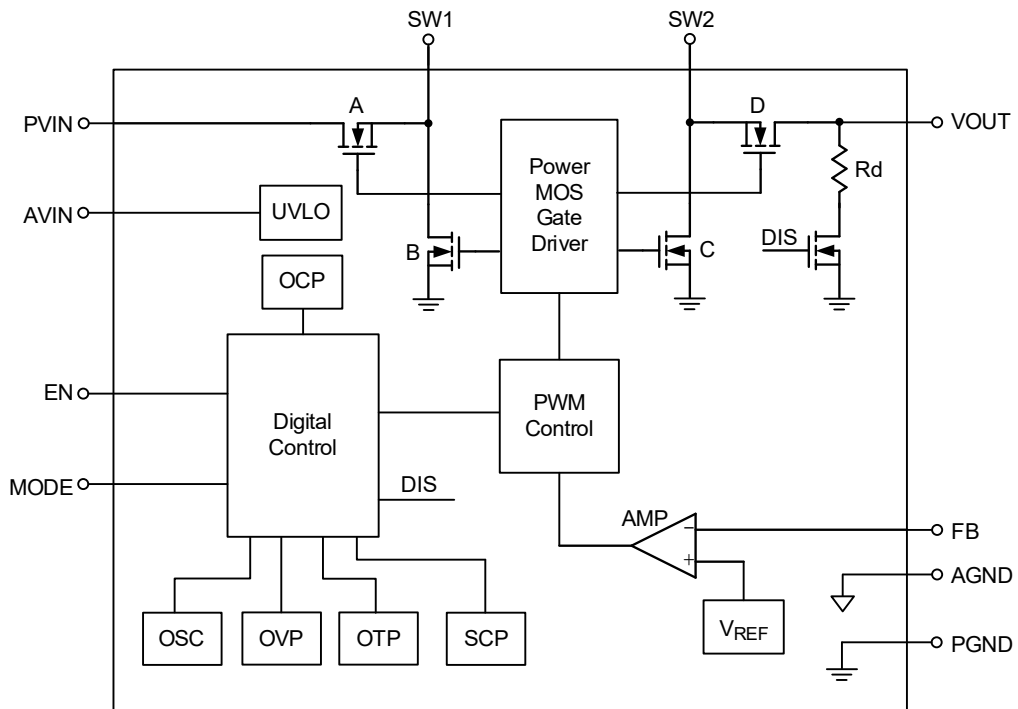 SW1
SW2
PVIN
A
D
VOUT
Power
MOS
Gate
Driver
Rd
AVIN
UVLO
B
C
DIS
OCP
EN
Digital
Control
PWM
Control
MODE
DIS
AMP
−
+
FB
AGND
VREF
PGND
OSC
OVP
OTP
SCP